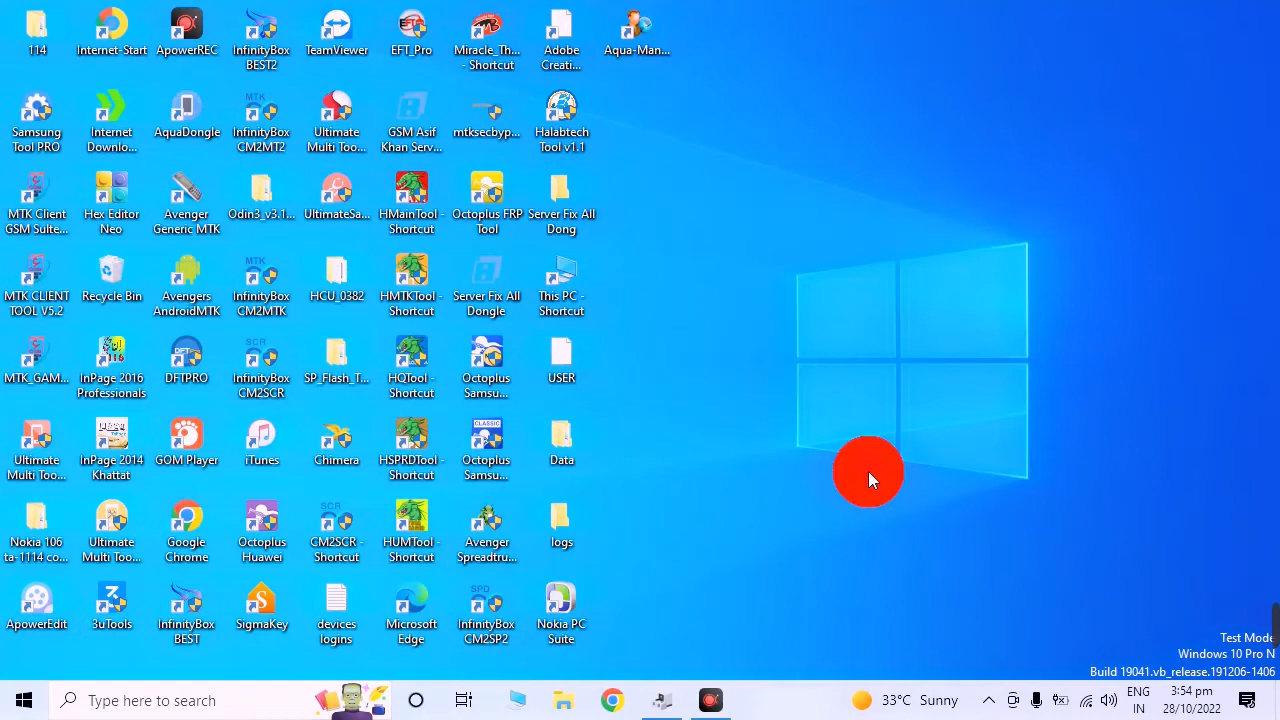 114
Internet-Start
ApowerREC
InfinityBox
BEST2
TeamViewer
EFT_Pro
Miracle_Th...
- Shortcut
Adobe
Creati...
Aqua-Man...
Samsung
Tool PRO
Internet
Downlo...
AquaDongle
MTK
InfinityBox
CM2MT2
Ultimate
Multi Too...
GSM Asif
Khan Serv...
mtksecbyp...
Halabtech
Tool v1.1
MTK Client
GSM Suite...
Hex Editor
Neo
Avenger
Generic MTK
Odin3_v3.1...
UltimateSa...
HMainTool -
Shortcut
Octoplus FRP
Tool
Server Fix All
Dong
MTK CLIENT
TOOL V5.2
Recycle Bin
Avengers
AndroidMTK
MTK
InfinityBox
CM2MTK
HCU_0382
HMTKTool -
Shortcut
Server Fix All
Dongle
This PC -
Shortcut
MTK_GAM...
InPage 2016
Professionals
DFT
DFTPRO
SCR
InfinityBox
CM2SCR
SP_Flash_T...
HQTool -
Shortcut
Octoplus
Samsu...
USER
Ultimate
Multi Too...
InPage 2014
Khattat
GOM Player
iTunes
Chimera
HSPRDTool -
Shortcut
CLASSIC
Octoplus
Samsu...
Data
Nokia 106
ta-1114 co...
Ultimate
Multi Too...
Google
Chrome
Octoplus
Huawei
SCR
CM2SCR -
Shortcut
HUMTool -
Shortcut
Avenger
Spreadtru...
logs
ApowerEdit
3uTools
InfinityBox
BEST
SigmaKey
devices
logins
Microsoft
Edge
SPD
InfinityBox
CM2SP2
Nokia PC
Suite
Test Mode
Windows 10 Pro N
Build 19041.vb_release.191206-1406
Type here to search
33°C Sunny
ENG
IN
3:54 pm
28/10/2022